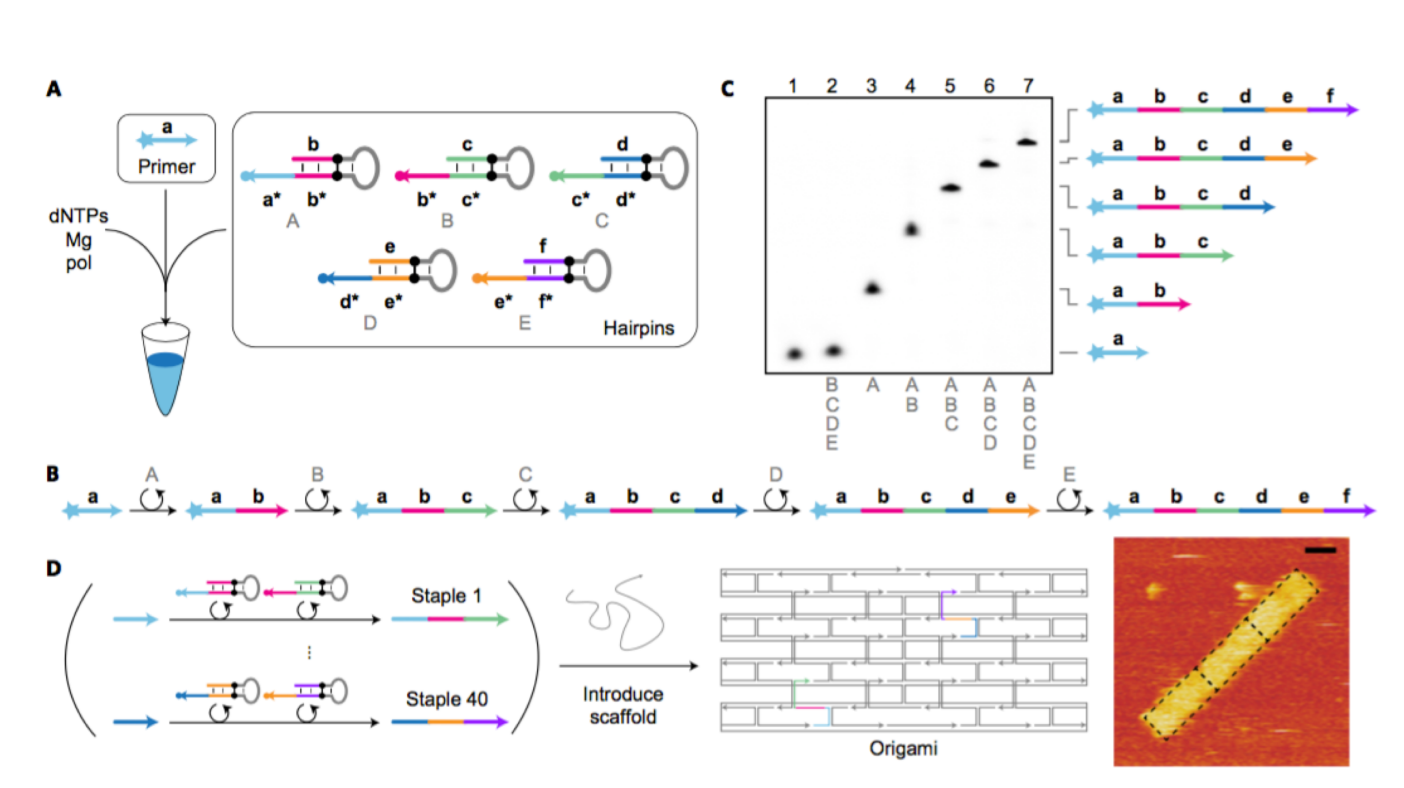 A
a
Primer
dNTPs
Mg
pol
b
a* b*
A
c
b* c*
B
d
c* d*
C
e
d* e*
D
f
e* f*
E
Hairpins
C
1 2 3 4 5 6 7
B C D E
A
A B
A B C
A B C D
A B C D E
a b c d e f
a b c d e
a b c d
a b c
a b
a
B
a
A
a b
B
a b c
C
a b c d
D
a b c d e
E
a b c d e f
D
Staple 1
Staple 40
Introduce
scaffold
Origami